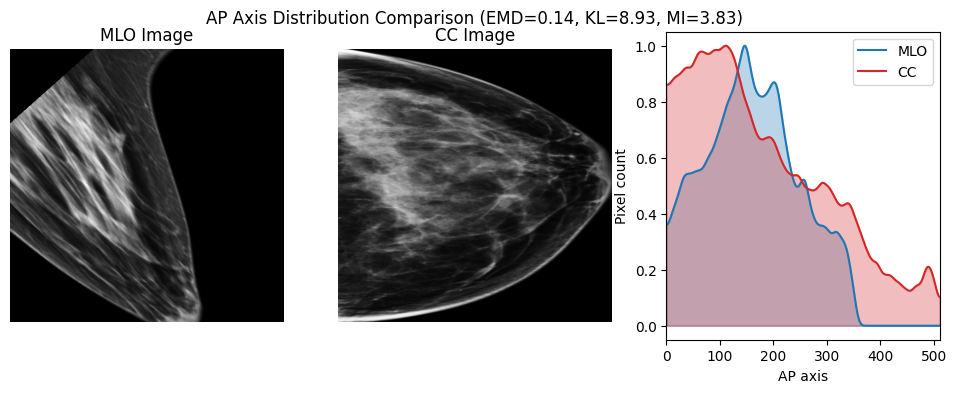 AP Axis Distribution Comparison (EMD=0.14, KL=8.93, MI=3.83)
MLO Image
CC Image
MLO
CC
Pixel count
1.0
0.8
0.6
0.4
0.2
0.0
0 100 200 300 400 500
AP axis